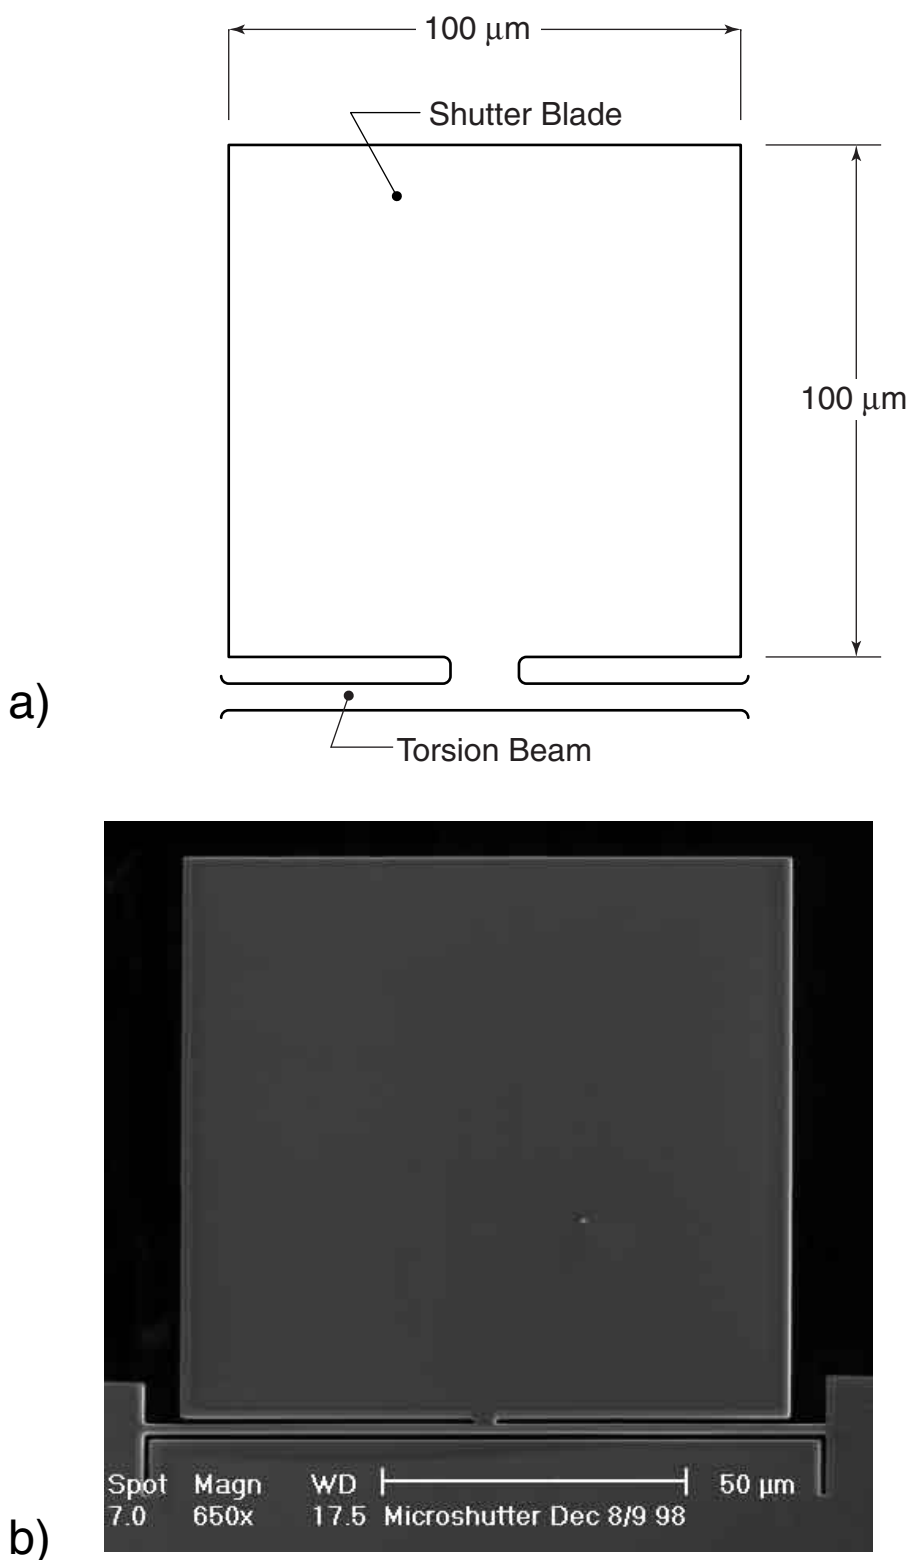 100 μm
Shutter Blade
100 μm
a)
Torsion Beam
Spot Magn WD 50 μm
7.0 650x 17.5 Microshutter Dec 8/9 98
b)